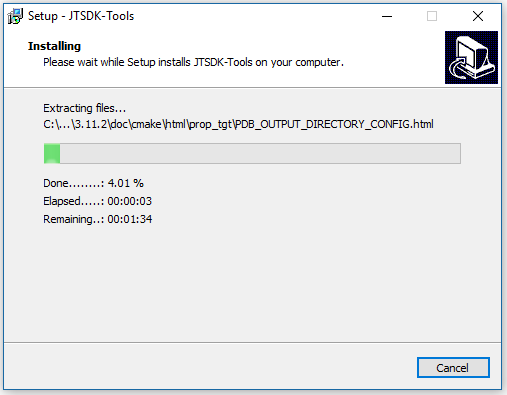 Setup - JTSDK-Tools
Installing
Please wait while Setup installs JTSDK-Tools on your computer.
Extracting files...
C:\...\3.11.2\doc\cmake\html\prop_tgt\PDB_OUTPUT_DIRECTORY_CONFIG.html
Done........: 4.01 %
Elapsed.....: 00:00:03
Remaining..: 00:01:34
Cancel